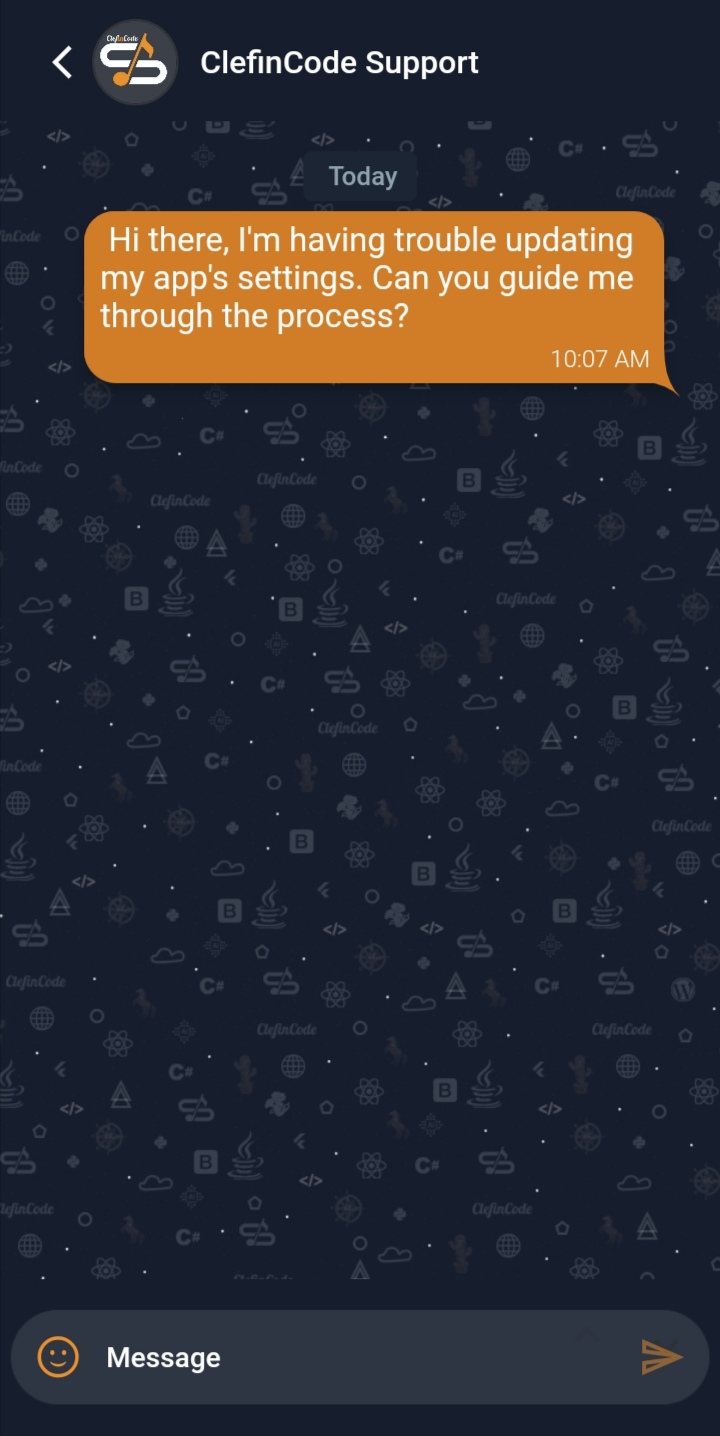 ClefinCode
ClefinCode Support
Today
Hi there, I'm having trouble updating
my app's settings. Can you guide me
through the process?
10:07 AM
Message